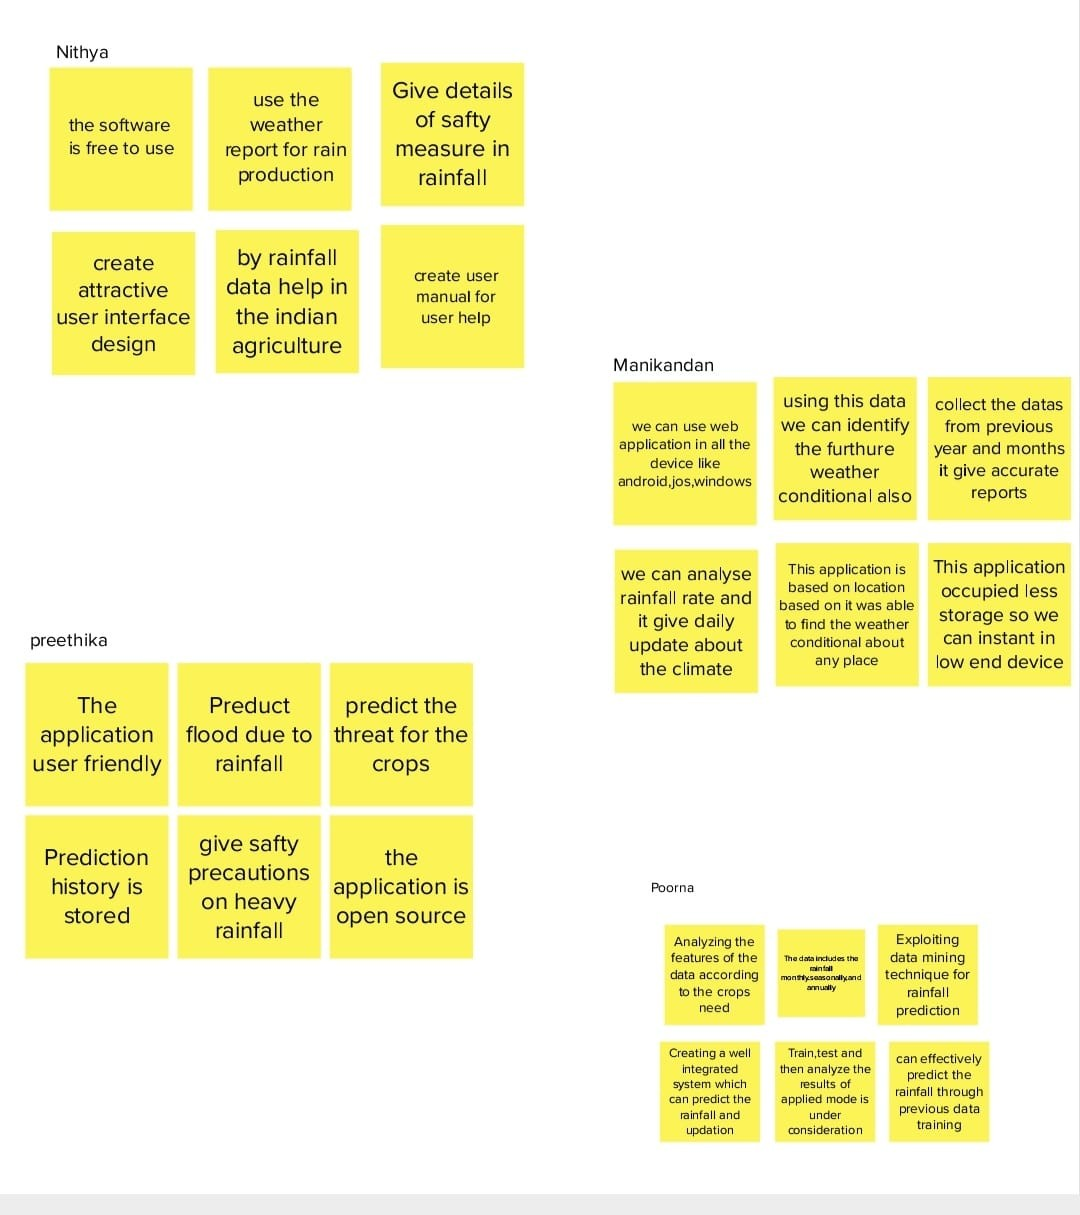 Nithya
the software
is free to use
use the
weather
report for rain
production
Give details
of safty
measure in
rainfall
create
attractive
user interface
design
by rainfall
data help in
the indian
agriculture
create user
manual for
user help
Manikandan
we can use web
application in all the
device like
android,jos,windows
using this data
we can identify
the furthure
weather
conditional also
collect the datas
from previous
year and months
it give accurate
reports
we can analyse
rainfall rate and
it give daily
update about
the climate
This application is
based on location
based on it was able
to find the weather
conditional about
any place
This application
occupied less
storage so we
can instant in
low end device
preethika
The
application
user friendly
Preduct
flood due to
rainfall
predict the
threat for the
crops
Prediction
history is
stored
give safty
precautions
on heavy
rainfall
the
application is
open source
Poorna
Analyzing the
features of the
data according
to the crops
need
The data includes the
rainfall
monthly,seasonally,and
annually
Exploiting
data mining
technique for
rainfall
prediction
Creating a well
integrated
system which
can predict the
rainfall and
updation
Train,test and
then analyze the
results of
applied mode is
under
consideration
can effectively
predict the
rainfall through
previous data
training